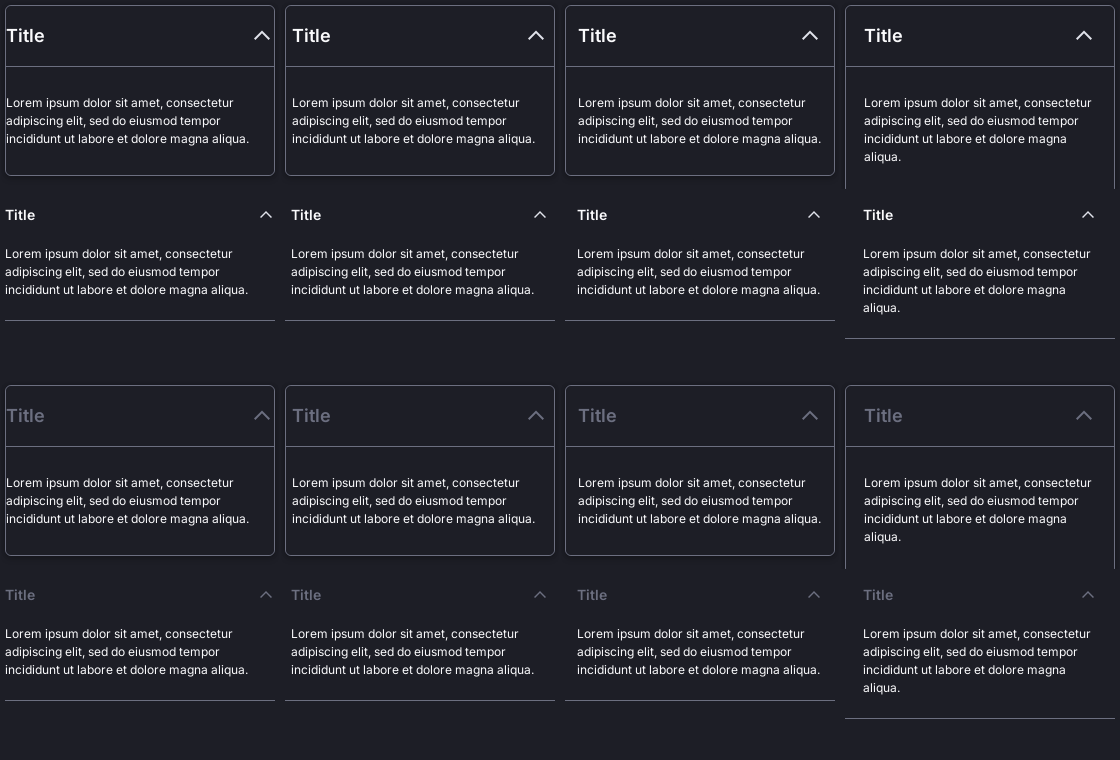 Title
Lorem ipsum dolor sit amet, consectetur
adipiscing elit, sed do eiusmod tempor
incididunt ut labore et dolore magna aliqua.
Title
Lorem ipsum dolor sit amet, consectetur
adipiscing elit, sed do eiusmod tempor
incididunt ut labore et dolore magna aliqua.
Title
Lorem ipsum dolor sit amet, consectetur
adipiscing elit, sed do eiusmod tempor
incididunt ut labore et dolore magna aliqua.
Title
Lorem ipsum dolor sit amet, consectetur
adipiscing elit, sed do eiusmod tempor
incididunt ut labore et dolore magna
aliqua.
Title
Lorem ipsum dolor sit amet, consectetur
adipiscing elit, sed do eiusmod tempor
incididunt ut labore et dolore magna aliqua.
Title
Lorem ipsum dolor sit amet, consectetur
adipiscing elit, sed do eiusmod tempor
incididunt ut labore et dolore magna aliqua.
Title
Lorem ipsum dolor sit amet, consectetur
adipiscing elit, sed do eiusmod tempor
incididunt ut labore et dolore magna aliqua.
Title
Lorem ipsum dolor sit amet, consectetur
adipiscing elit, sed do eiusmod tempor
incididunt ut labore et dolore magna
aliqua.
Title
Lorem ipsum dolor sit amet, consectetur
adipiscing elit, sed do eiusmod tempor
incididunt ut labore et dolore magna aliqua.
Title
Lorem ipsum dolor sit amet, consectetur
adipiscing elit, sed do eiusmod tempor
incididunt ut labore et dolore magna aliqua.
Title
Lorem ipsum dolor sit amet, consectetur
adipiscing elit, sed do eiusmod tempor
incididunt ut labore et dolore magna aliqua.
Title
Lorem ipsum dolor sit amet, consectetur
adipiscing elit, sed do eiusmod tempor
incididunt ut labore et dolore magna
aliqua.
Title
Lorem ipsum dolor sit amet, consectetur
adipiscing elit, sed do eiusmod tempor
incididunt ut labore et dolore magna aliqua.
Title
Lorem ipsum dolor sit amet, consectetur
adipiscing elit, sed do eiusmod tempor
incididunt ut labore et dolore magna aliqua.
Title
Lorem ipsum dolor sit amet, consectetur
adipiscing elit, sed do eiusmod tempor
incididunt ut labore et dolore magna aliqua.
Title
Lorem ipsum dolor sit amet, consectetur
adipiscing elit, sed do eiusmod tempor
incididunt ut labore et dolore magna
aliqua.